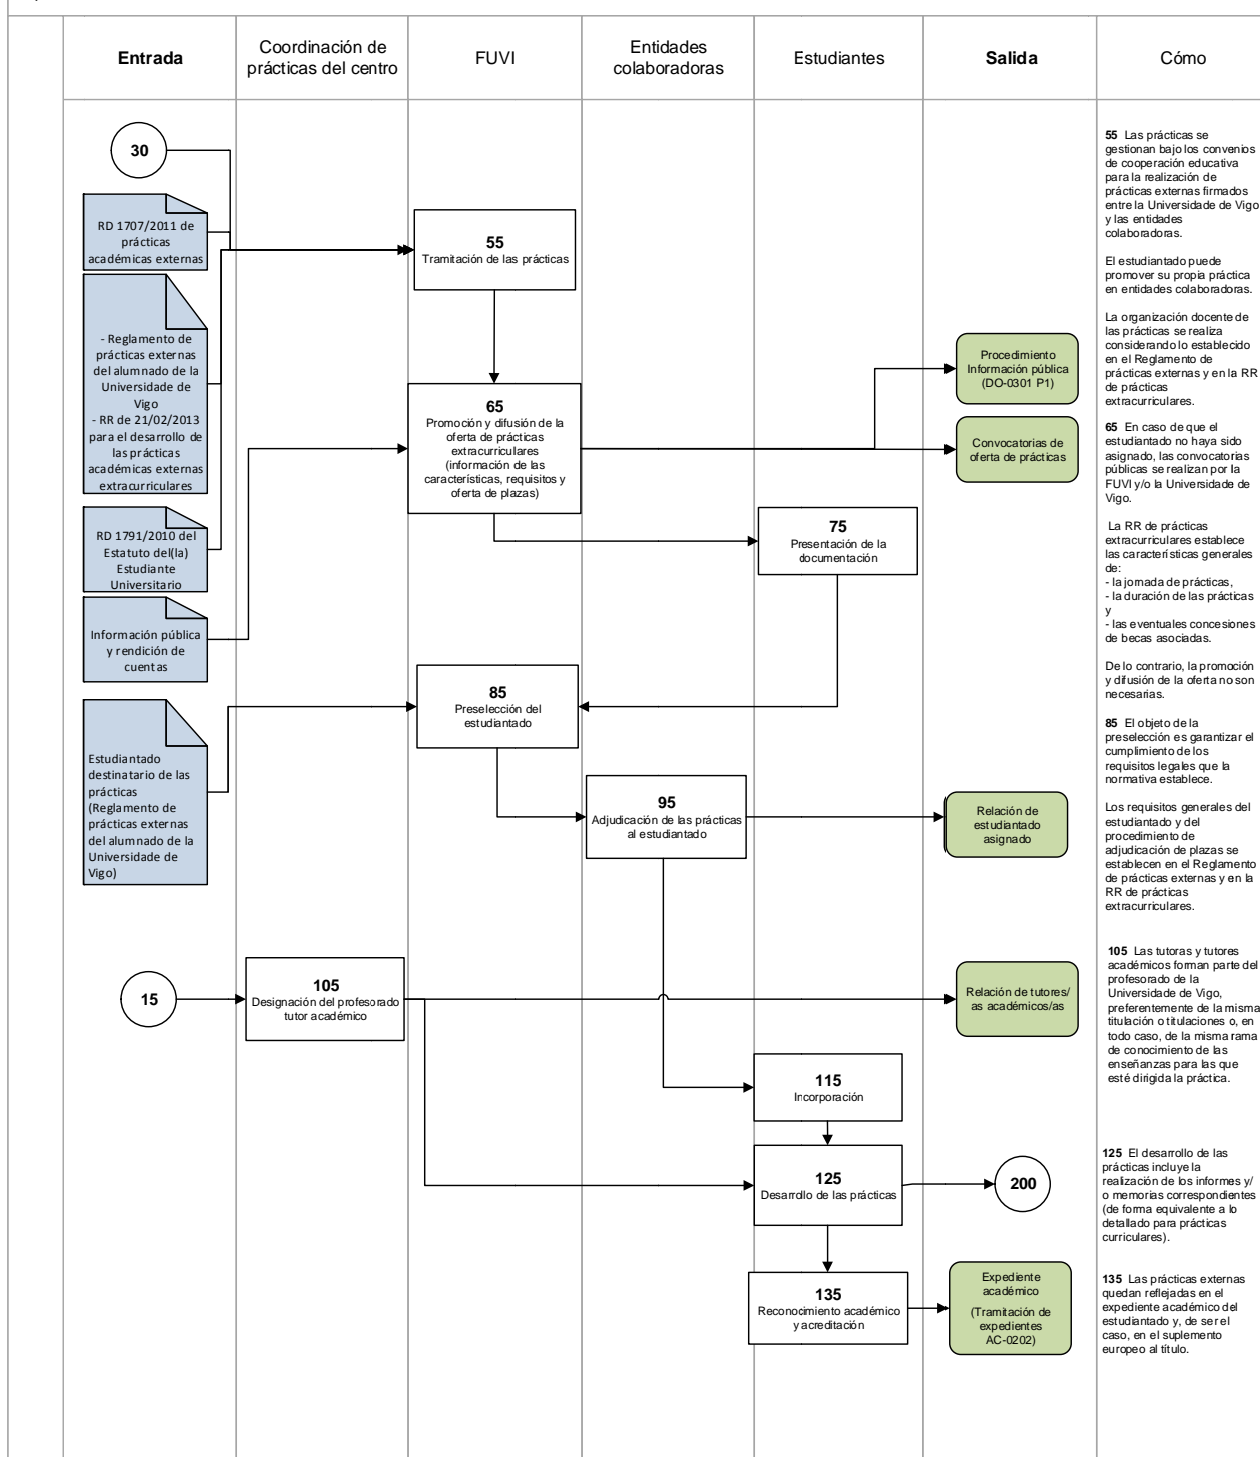 Entrada
Coordinación de
prácticas del centro
FUVI
Entidades
colaboradoras
Estudiantes
Salida
Cómo
30
RD 1707/2011 de
prácticas
académicas externas
- Reglamento de
prácticas externas
del alumnado de la
Universidade de
Vigo
- RR de 21/02/2013
para el desarrollo de
las prácticas
académicas externas
extracurriculares
RD 1791/2010 del
Estatuto del(la)
Estudiante
Universitario
Información pública
y rendición de
cuentas
Estudiantado
destinatario de las
prácticas
(Reglamento de
prácticas externas
del alumnado de la
Universidade de
Vigo)
15
105
Designación del profesorado
tutor académico
55
Tramitación de las prácticas
65
Promoción y difusión de la
oferta de prácticas
extracurricullares
(información de las
características, requisitos y
oferta de plazas)
85
Preselección del
estudiantado
95
Adjudicación de las prácticas
al estudiantado
75
Presentación de la
documentación
115
Incorporación
125
Desarrollo de las prácticas
135
Reconocimiento académico
y acreditación
Procedimiento
Información pública
(DO-0301 P1)
Convocatorias de
oferta de prácticas
Relación de
estudiantado
asignado
Relación de tutores/
as académicos/as
200
Expediente
académico
(Tramitación de
expedientes
AC-0202)
55 Las prácticas se
gestionan bajo los convenios
de cooperación educativa
para la realización de
prácticas externas firmados
entre la Universidade de Vigo
y las entidades
colaboradoras.
El estudiantado puede
promover su propia práctica
en entidades colaboradoras.
La organización docente de
las prácticas se realiza
considerando lo establecido
en el Reglamento de
prácticas externas y en la RR
de prácticas
extracurriculares.
65 En caso de que el
estudiantado no haya sido
asignado, las convocatorias
públicas se realizan por la
FUVI y/o la Universidade de
Vigo.
La RR de prácticas
extracurriculares establece
las características generales
de:
- la jornada de prácticas,
- la duración de las prácticas
y
- las eventuales concesiones
de becas asociadas.
De lo contrario, la promoción
y difusión de la oferta no son
necesarias.
85 El objeto de la
preselección es garantizar el
cumplimiento de los
requisitos legales que la
normativa establece.
Los requisitos generales del
estudiantado y del
procedimiento de
adjudicación de plazas se
establecen en el Reglamento
de prácticas externas y en la
RR de prácticas
extracurriculares.
105 Las tutoras y tutores
académicos forman parte del
profesorado de la
Universidade de Vigo,
preferentemente de la misma
titulación o titulaciones o, en
todo caso, de la misma rama
de conocimiento de las
enseñanzas para las que
esté dirigida la práctica.
125 El desarrollo de las
prácticas incluye la
realización de los informes y/
o memorias correspondientes
(de forma equivalente a lo
detallado para prácticas
curriculares).
135 Las prácticas externas
quedan reflejadas en el
expediente académico del
estudiantado y, de ser el
caso, en el suplemento
europeo al título.